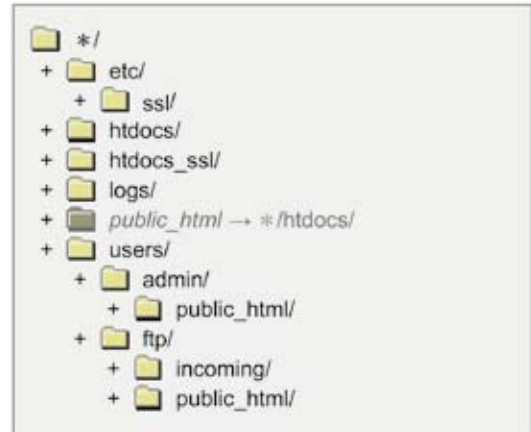 */
+ etc/
+ ssl/
+ htdocs/
+ htdocs_ssl/
+ logs/
+ public_html → */htdocs/
+ users/
+ admin/
+ public_html/
+ ftp/
+ incoming/
+ public_html/